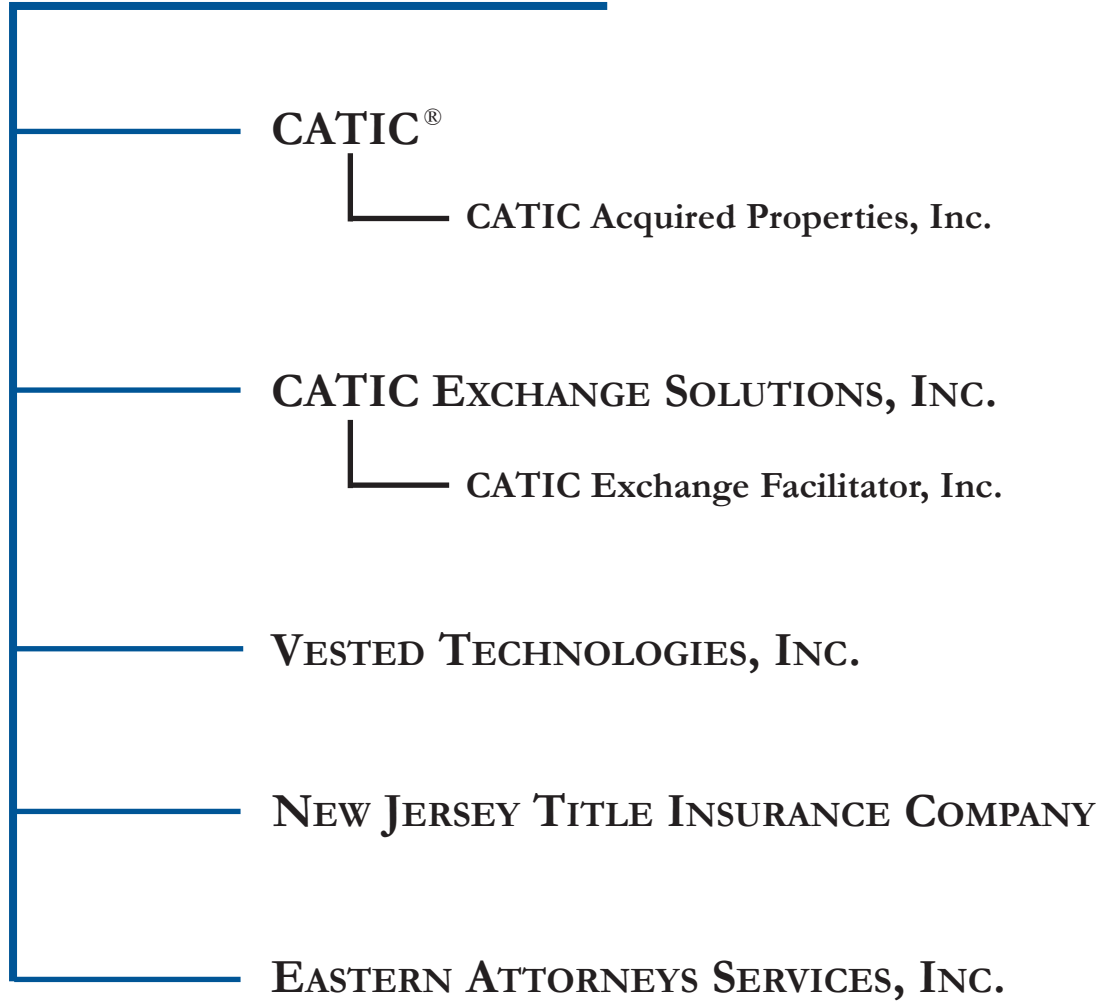 CATIC®
CATIC Acquired Properties, Inc.
CATIC Exchange Solutions, Inc.
CATIC Exchange Facilitator, Inc.
Vested Technologies, Inc.
New Jersey Title Insurance Company
Eastern Attorneys Services, Inc.